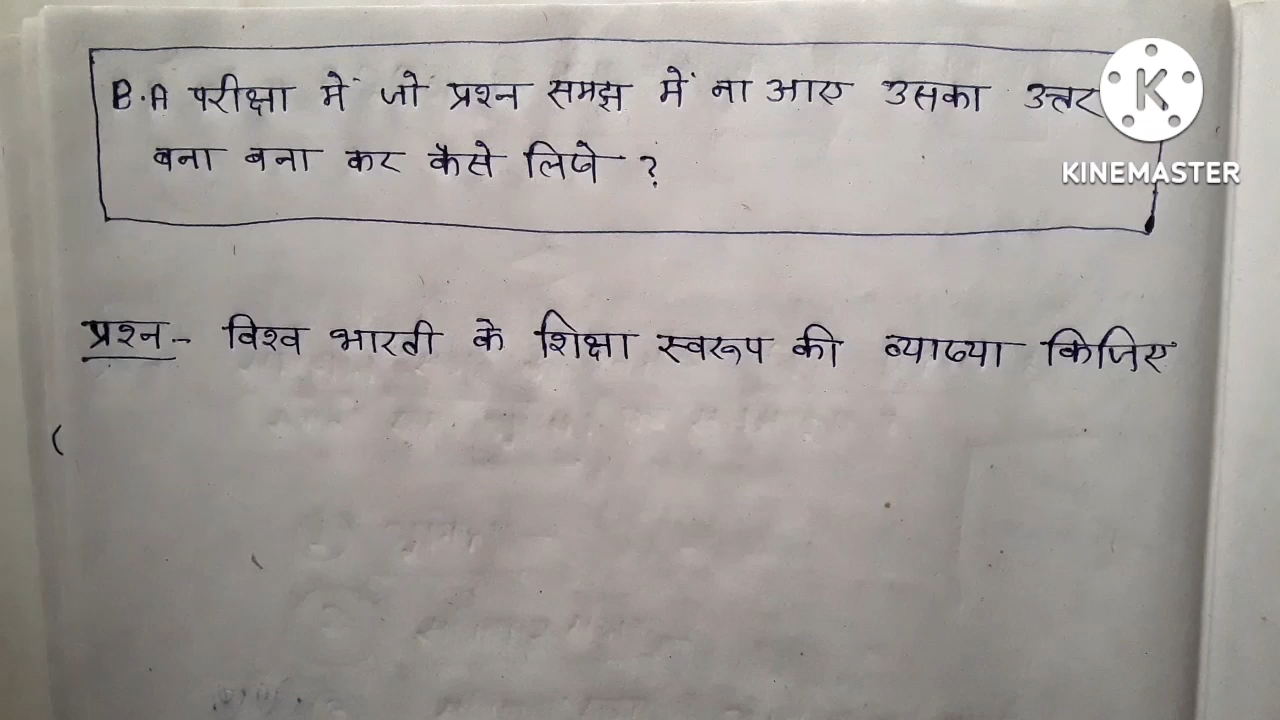 B.A परीक्षा में जो प्रश्न समझ में ना आए उसका उत्तर
बना बना कर कैसे लिखे ?
K
KINEMASTER
प्रश्न- विश्व भारती के शिक्षा स्वरूप की व्याख्या किजिए
(